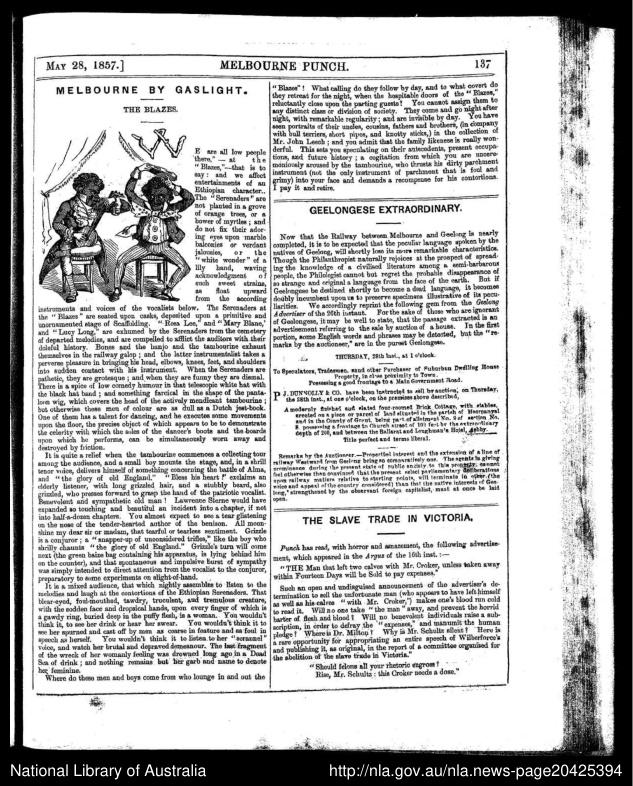 MAY 28, 1857.]
MELBOURNE PUNCH.
137
MELBOURNE BY GASLIGHT.
THE BLAZES.
E are all low people
there," — at the
"Blazes,"—that is to
say: and we affect
entertainments of an
Ethiopian character.
The "Serenaders" are
not planted in a grove
of orange trees, or a
bower of myrtles; and
do not fix their ador-
ing eyes upon marble
balconies or verdant
jalousies, or the
"white wonder" of a
lily hand, waving
acknowledgment of
such sweet strains,
as float upward
from the according
instruments and voices of the vocalists below. The Serenaders at
the "Blazes" are seated upon casks, deposited upon a primitive and
unornamented stage of Scaffolding. "Rosa Lee," and "Mary Blane,"
and "Lucy Long," are exhumed by the Serenaders from the cemetery
of departed melodies, and are compelled to afflict the auditors with their
doleful history. Bones and the banjo and the tambourine exhaust
themselves in the railway galop; and the latter instrumentalist takes a
perverse pleasure in bringing his head, elbows, knees, feet, and shoulders
into sudden contact with his instrument. When the Serenaders are
pathetic, they are grotesque; and when they are funny they are dismal.
There is a spice of low comedy humour in that telescopic white hat with
the black hat band; and something farcical in the shape of the panta-
loon wig, which covers the head of the actively mendicant tambourine;
but otherwise these men of colour are as dull as a Dutch jest-book.
One of them has a talent for dancing, and he executes some movements
upon the floor, the precise object of which appears to be to demonstrate
the celerity with which the soles of the dancer's boots and the boards
upon which he performs, can be simultaneously worn away and
destroyed by friction.
It is quite a relief when the tambourine commences a collecting tour
among the audience, and a small boy mounts the stage, and, in a shrill
tenor voice, delivers himself of something concerning the battle of Alma,
and "the glory of old England." "Bless his heart!" exclaims an
elderly listener, with long grizzled hair, and a stubbly beard, also
grizzled, who presses forward to grasp the hand of the patriotic vocalist.
Benevolent and sympathetic old man! Lawrence Sterne would have
expanded so touching and beautiful an incident into a chapter, if not
into half-a-dozen chapters. You almost expect to see a tear glistening
on the nose of the tender-hearted author of the benison. All moon-
shine my dear sir or madam, that tearful or tearless sentiment. Grizzle
is a conjuror; a "snapper-up of unconsidered trifles," like the boy who
shrilly chaunts "the glory of old England." Grizzle's turn will come
next (the green baize bag containing his apparatus, is lying behind him
on the counter), and that spontaneous and impulsive burst of sympathy
was simply intended to direct attention from the vocalist to the conjuror,
preparatory to some experiments on slight-of-hand.
It is a mixed audience, that which nightly assembles to listen to the
melodies and laugh at the contortions of the Ethiopian Serenaders. That
blear-eyed, foul-mouthed, tawdry, truculent, and tremulous creature,
with the sodden face and dropsical hands, upon every finger of which is
a gawdy ring, buried deep in the puffy flesh, is a woman. You wouldn't
think it, to see her drink or hear her swear. You wouldn't think it to
see her spurned and cast off by men as coarse in feature and as foul in
speech as herself. You wouldn't think it to listen to her "scrannel"
voice, and watch her brutal and depraved demeanour. The last fragment
of the wreck of her womanly feeling was drowned long ago in a Dead
Sea of drink; and nothing remains but her garb and name to denote
her feminine.
Where do these men and boys come from who lounge in and out the
"Blazes"! What calling do they follow by day, and to what covert do
they retreat for the night, when the hospitable doors of the "Blazes,"
reluctantly close upon the parting guests? You cannot assign them to
any distinct class or division of society. They come and go night after
night, with remarkable regularity; and are invisible by day. You have
seen portraits of their uncles, cousins, fathers and brothers, (in company
with bull terriers, short pipes, and knotty sticks,) in the collection of
Mr. John Leech; and you admit that the family likeness is really won-
derful. This sets you speculating on their antecedents, present occupa-
tions, and future history; a cogitation from which you are uncere-
moniously aroused by the tambourine, who thrusts his dirty parchment
instrument (not the only instrument of parchment that is foul and
grimy) into your face and demands a recompense for his contortions.
I pay it and retire.
GEELONGESE EXTRAORDINARY.
Now that the Railway between Melbourne and Geelong is nearly
completed, it is to be expected that the peculiar language spoken by the
natives of Geelong, will shortly lose its more remarkable characteristics.
Though the Philanthropist naturally rejoices at the prospect of spread-
ing the knowledge of a civilised literature among a semi-barbarous
people, the Philologist cannot but regret the probable disappearance of
so strange and original a language from the face of the earth. But if
Geelongese be destined shortly to become a dead language, it becomes
doubly incumbent upon us to preserve specimens illustrative of its pecu-
liarities. We accordingly reprint the following gem from the Geelong
Advertiser of the 26th instant. For the sake of those who are ignorant
of Geelongese, it may be well to state, that the passage extracted is an
advertisement referring to the sale by auction of a house. In the first
portion, some English words and phrases may be detected, but the "re-
marks by the auctioneer," are in the purest Geelongese.
THURSDAY, 28th inst., at 1 o'clock.
To Speculators, Tradesmen, and other Purchaser of Suburban Dwelling House
Property, in close proximity to Town.
Possessing a good frontage to a Main Government Road.
P J. DUNNOLLY & CO. have been instructed to sell by auction, on Thursday,
the 28th inst., at one o'clock, on the premises above described,
A modernly finished and slated four-roomed Brick Cottage, with stables,
erected on a piece or parcel of land situated in the parish of Moorpanyal
and in the County of Grant, being part of allotment No. 2 of section No.
8, possessing a frontage to Church street of 103 feet by the extraordinary
depth of 208, and between the Ballarat and Loughman's Hotel, Ashby.
Title perfect and terms liberal.
Remarks by the Auctioneer.—Propertied interest and the extension of a line of
railway Westward from Geelong being so comparatively one. The agents in giving
prominence during the present state of public anxiety to this property, cannot
feel otherwise than convinced that the present select parliamentary deliberations
upon railway matters relative to starting points, will terminate in other (the
voice and appeal of the country considered) than for the native interests of Gee-
long," strengthened by the observant foreign capitalist, must at once be laid
open.
THE SLAVE TRADE IN VICTORIA.
Punch has read, with horror and amazement, the following advertise-
ment, which appeared in the Argus of the 16th inst.:—
"THE Man that left two calves with Mr. Croker, unless taken away
within Fourteen Days will be Sold to pay expenses."
Such an open and undisguised announcement of the advertiser's de-
termination to sell the unfortunate man (who appears to have left himself
as well as his calves "with Mr. Croker,") makes one's blood run cold
to read it. Will no one take "the man" away, and prevent the horrid
barter of flesh and blood? Will no benevolent individuals raise a sub-
scription, in order to defray the "expenses," and manumit the human
pledge? Where is Dr. Milton? Why is Mr. Schultz silent? Here is
a rare opportunity for appropriating an entire speech of Wilberforce's
and publishing it, as original, in the report of a committee organised for
the abolition of the slave trade in Victoria."
"Should felons all your rhetoric engross?
Rise, Mr. Schultz: this Croker needs a dose."
National Library of Australia
http://nla.gov.au/nla.news-page20425394